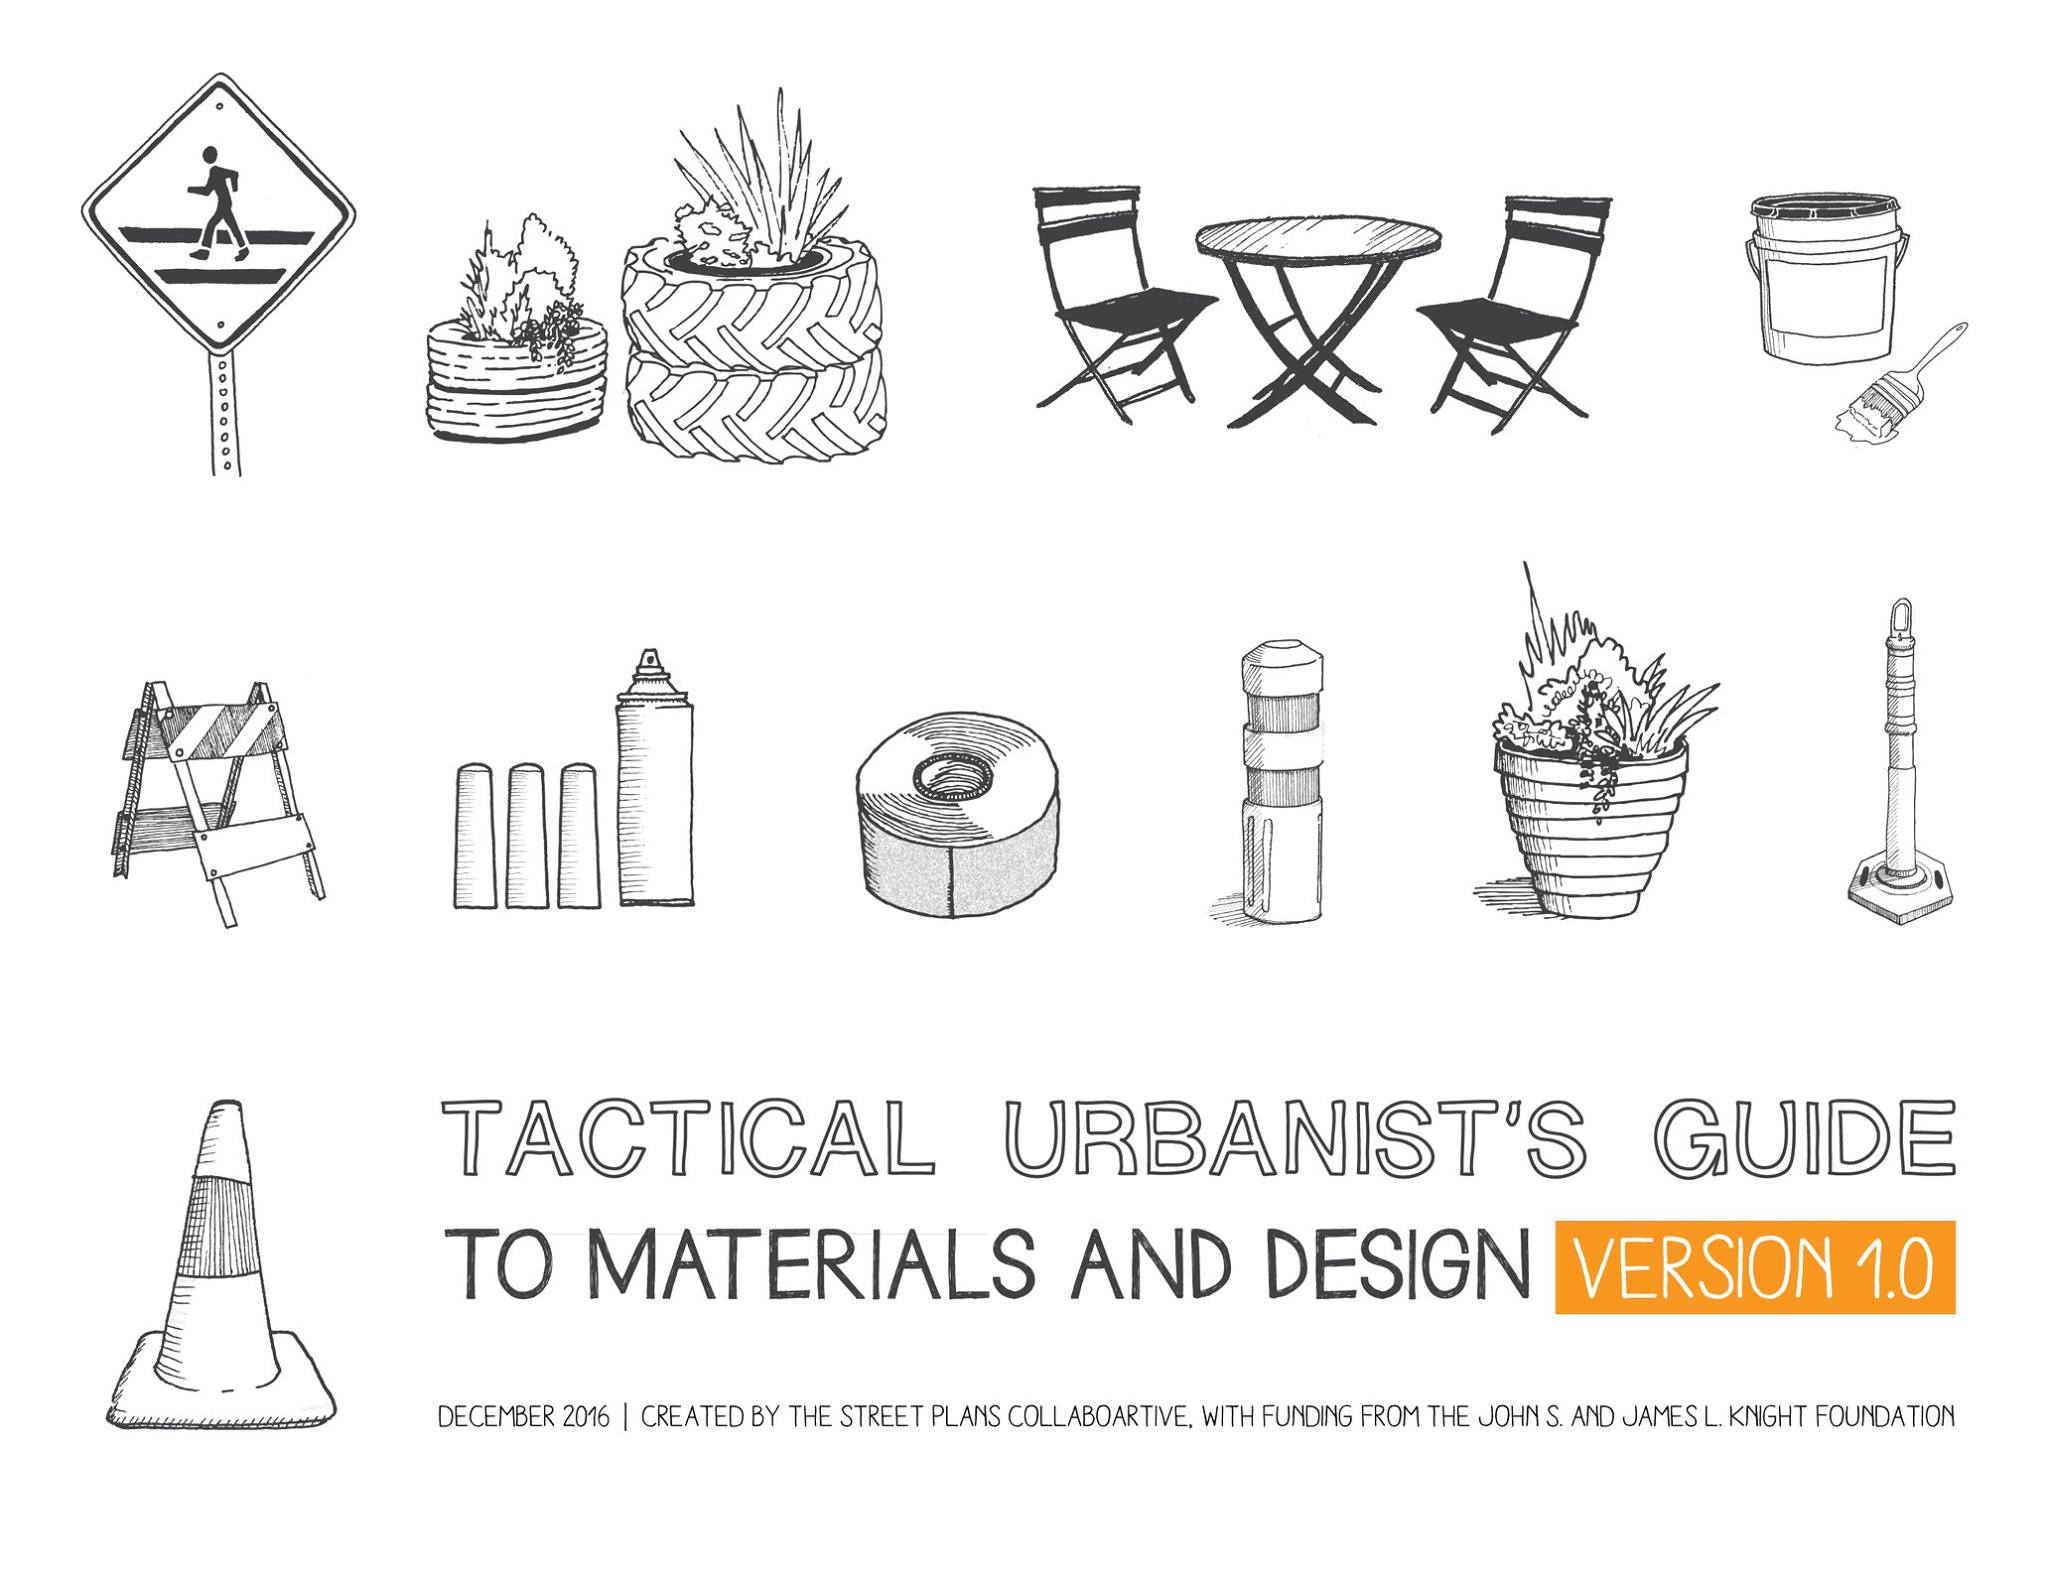 TACTICAL URBANIST'S GUIDE
TO MATERIALS AND DESIGN VERSION 1.0
DECEMBER 2016 | CREATED BY THE STREET PLANS COLLABOARTIVE, WITH FUNDING FROM THE JOHN S. AND JAMES L. KNIGHT FOUNDATION